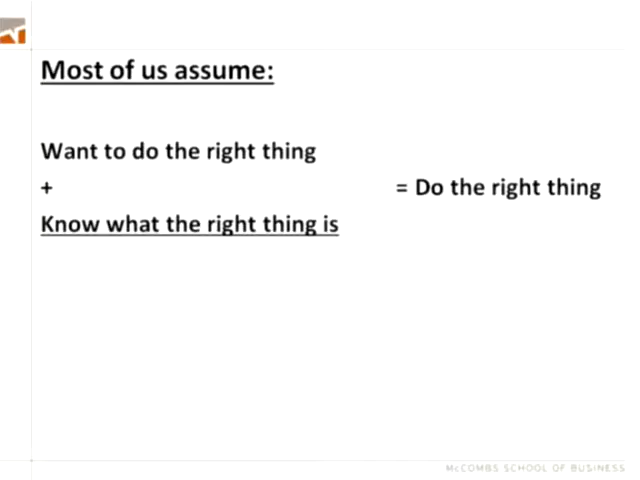 Most of us assume:
Want to do the right thing
+
= Do the right thing
Know what the right thing is
McCOMBS SCHOOL OF BUSINESS